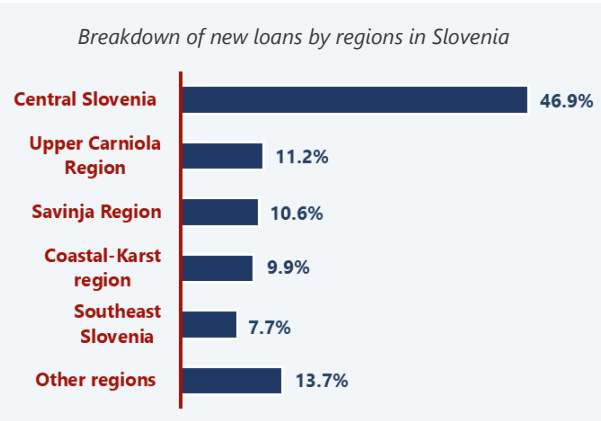 Breakdown of new loans by regions in Slovenia
Central Slovenia
46.9%
Upper Carniola
Region
11.2%
Savinja Region
10.6%
Coastal-Karst
region
9.9%
Southeast
Slovenia
7.7%
Other regions
13.7%